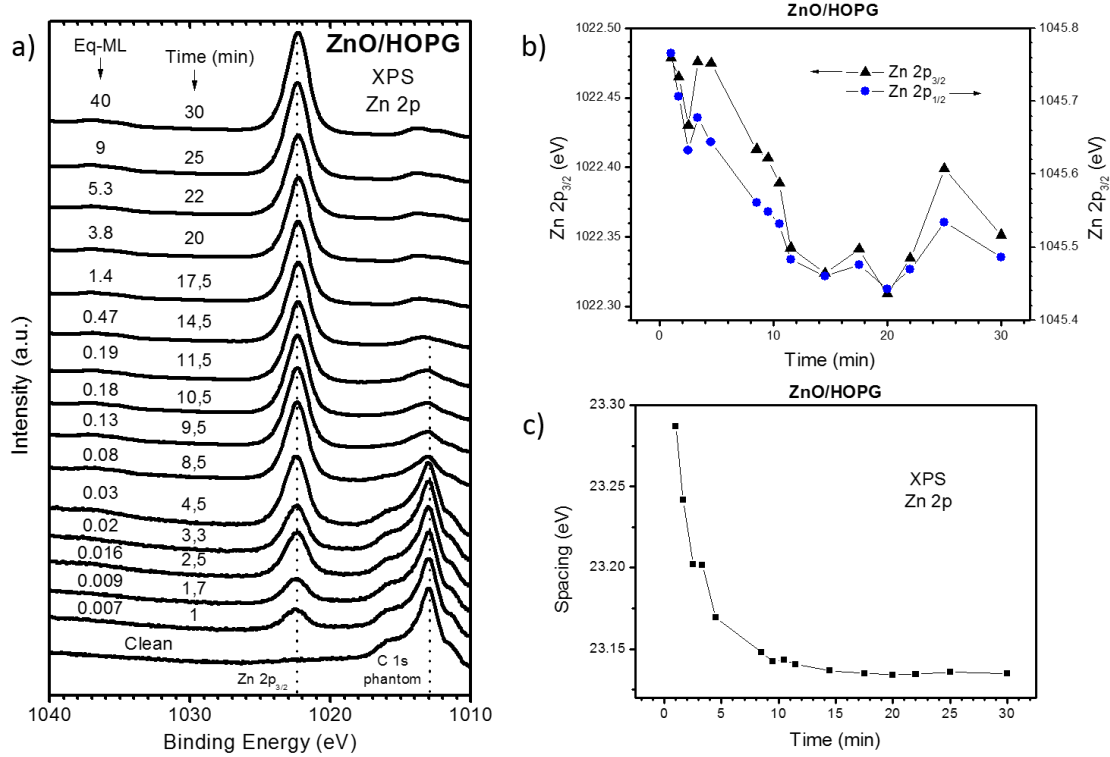 a)
Eq-ML
Time (min)
ZnO/HOPG
XPS
Zn 2p
40
30
9
25
5.3
22
3.8
20
1.4
17,5
0.47
14,5
0.19
11,5
0.18
10,5
0.13
9,5
0.08
8,5
0.03
4,5
0.02
3,3
0.016
2,5
0.009
1,7
0.007
1
Clean
Zn 2p3/2
C 1s
phantom
Intensity (a.u.)
1040
1030
1020
1010
Binding Energy (eV)
b)
ZnO/HOPG
1022.50
1022.45
1022.40
1022.35
1022.30
Zn 2p3/2 (eV)
Zn 2p3/2
Zn 2p1/2
1045.8
1045.7
1045.6
1045.5
1045.4
Zn 2p3/2 (eV)
0
10
20
30
Time (min)
c)
ZnO/HOPG
23.30
23.25
23.20
23.15
Spacing (eV)
XPS
Zn 2p
0
5
10
15
20
25
30
Time (min)